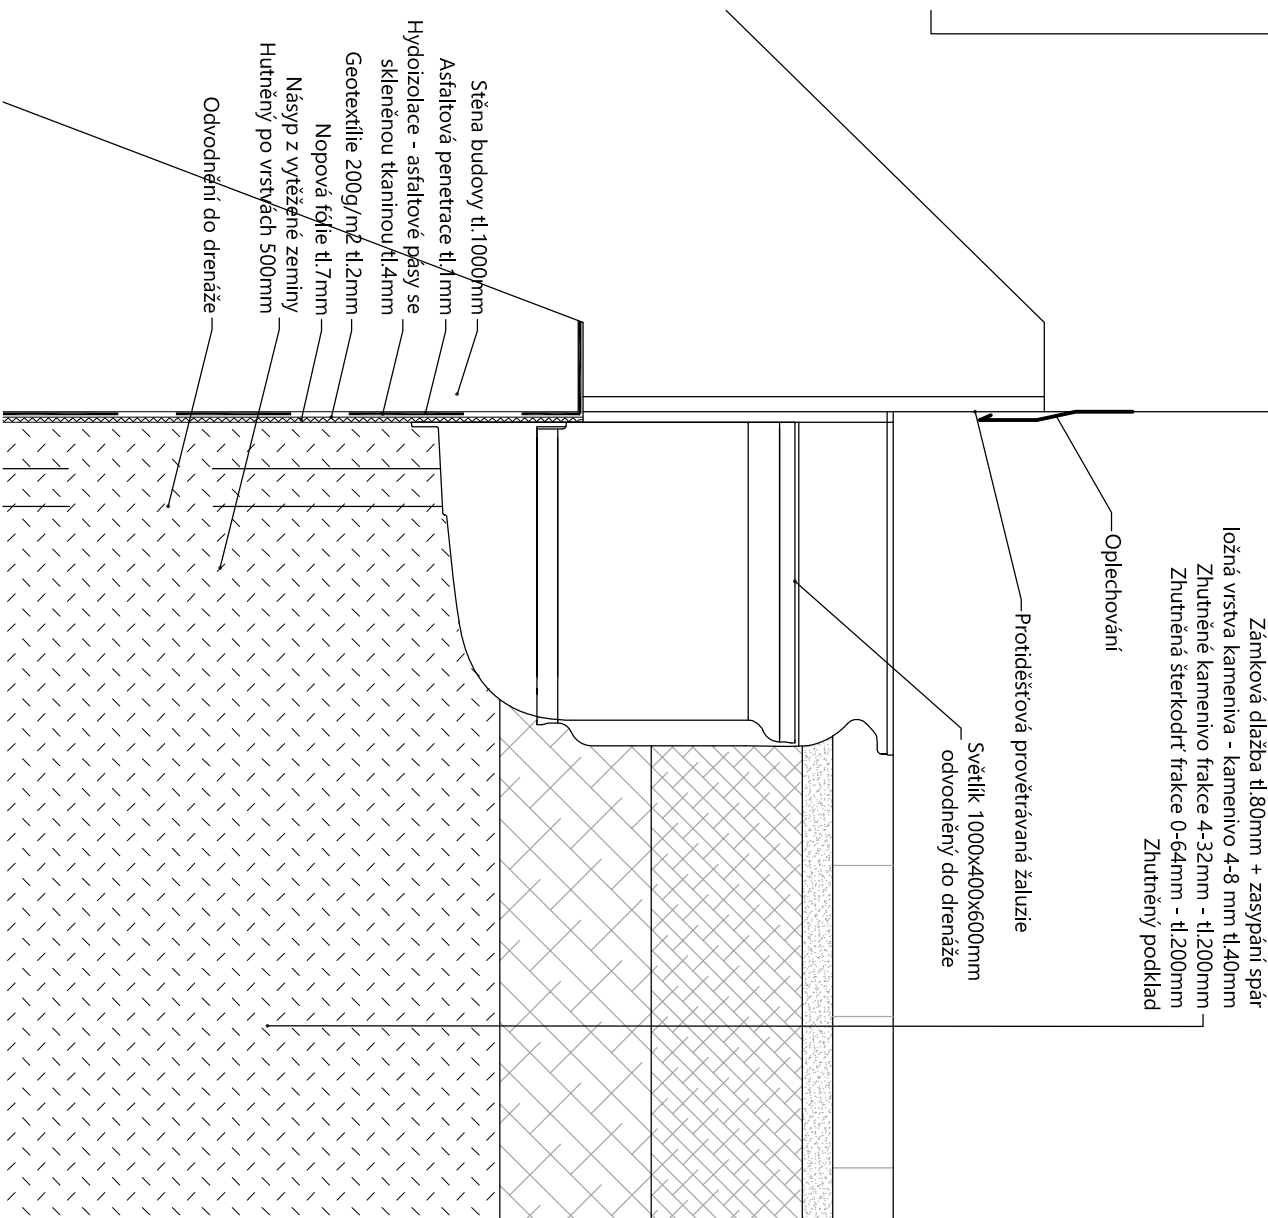 Zámková dlažba tl.80mm + zasypání spár
ložná vrstva kameniva - kamenivo 4-8 mm tl.40mm
Zhutněné kamenivo frakce 4-32mm - tl.200mm
Zhutněná šterkodrť frakce 0-64mm - tl.200mm
Zhutněný podklad
Oplechování
Protiděšťová provětrávaná žaluzie
Světlík 1000x400x600mm
odvodněný do drenáže
Stěna budovy tl.1000mm
Asfaltová penetrace tl.1mm
Hydoizolace - asfaltové pásy se
skleněnou tkaninou tl.4mm
Geotextílie 200g/m2 tl.2mm
Nopová fólie tl.7mm
Násyp z vytěžené zeminy
Hutněný po vrstvách 500mm
Odvodnění do drenáže